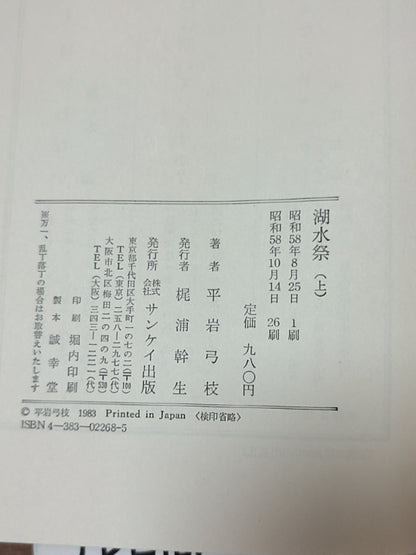 湖水祭（上）
昭和58年8月25日　1刷
昭和58年10月14日　26刷
定価　九八〇円
著者　平岩弓枝
発行者　梶浦幹生
発行所　株式会社　サンケイ出版
東京都千代田区大手町一の七の二（〒100）
TEL（東京）二五八―二九七七（代）
大阪市北区梅田二の四の九（〒530）
TEL（大阪）三四三―一二二一（代）
印刷　堀内印刷
製本　誠幸堂
※万一、乱丁落丁の場合はお取替えいたします
© 平岩弓枝 1983 Printed in Japan 〈検印省略〉
ISBN 4―383―02268-5